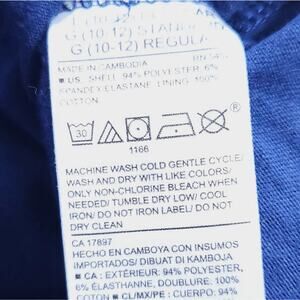 G (10-12) STAN
G (10-12) REGULA
MADE IN CAMBODIA RN 54
US: SHELL: 94% POLYESTER, 6%
SPANDEX/ELASTANE. LINING: 100%
COTTON
30
1166
MACHINE WASH COLD GENTLE CYCLE/
WASH AND DRY WITH LIKE COLORS/
ONLY NON-CHLORINE BLEACH WHEN
NEEDED/ TUMBLE DRY LOW/ COOL
IRON/ DO NOT IRON LABEL/ DO NOT
DRY CLEAN
CA 17897
HECHO EN CAMBOYA CON INSUMOS
IMPORTADOS/ DIBUAT DI KAMBOJA
■ CA : EXTÉRIEUR: 94% POLYESTER,
6% ÉLASTHANNE, DOUBLURE: 100%
COTON ■ CL/MX/PE : CUERPO: 94%